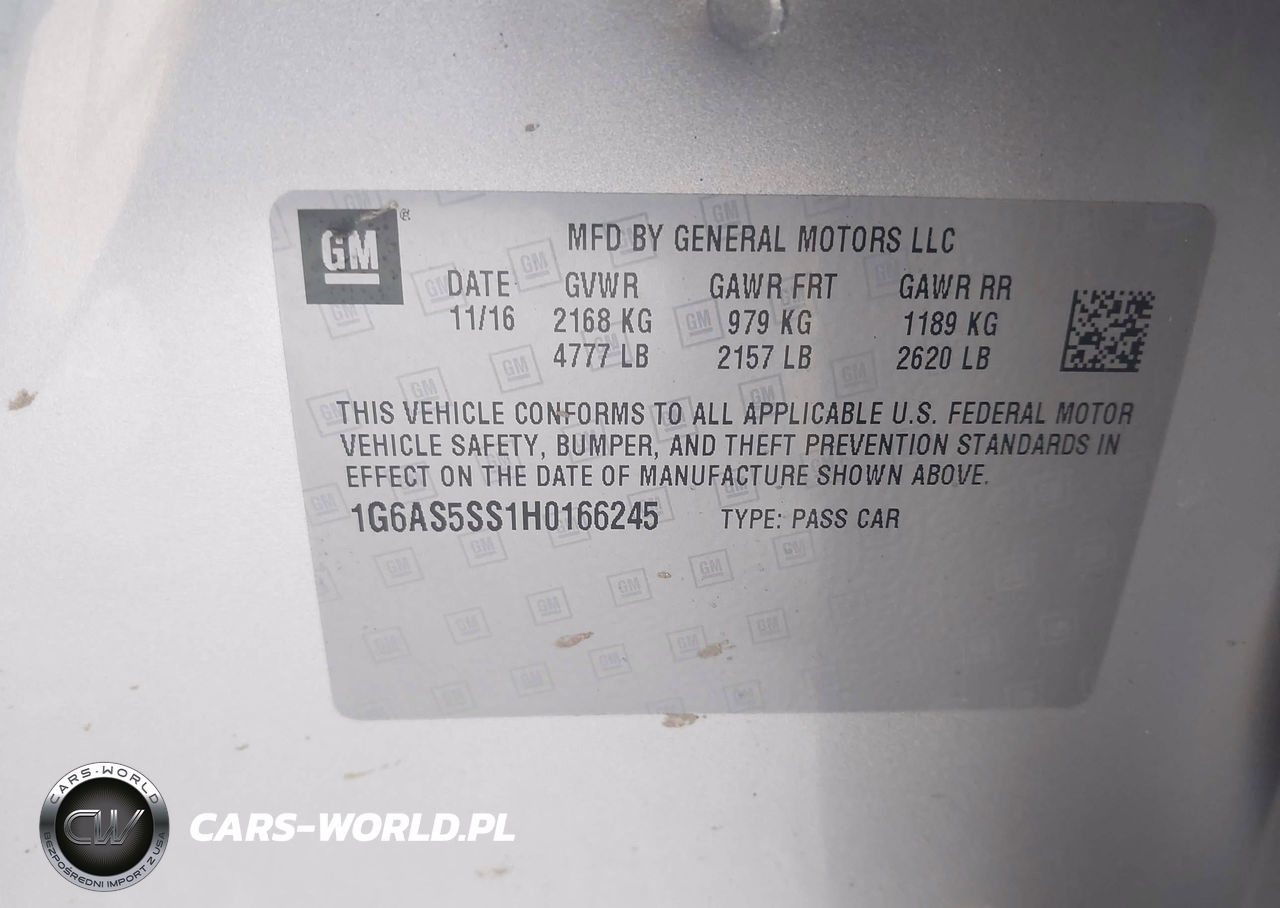 GM ®
MFD BY GENERAL MOTORS LLC
DATE GVWR GAWR FRT GAWR RR
11/16 2168 KG 979 KG 1189 KG
4777 LB 2157 LB 2620 LB
THIS VEHICLE CONFORMS TO ALL APPLICABLE U.S. FEDERAL MOTOR
VEHICLE SAFETY, BUMPER, AND THEFT PREVENTION STANDARDS IN
EFFECT ON THE DATE OF MANUFACTURE SHOWN ABOVE.
1G6AS5SS1H0166245 TYPE: PASS CAR
CARS-WORLD
CW
BEZPOŚREDNI IMPORT Z USA
CARS-WORLD.PL